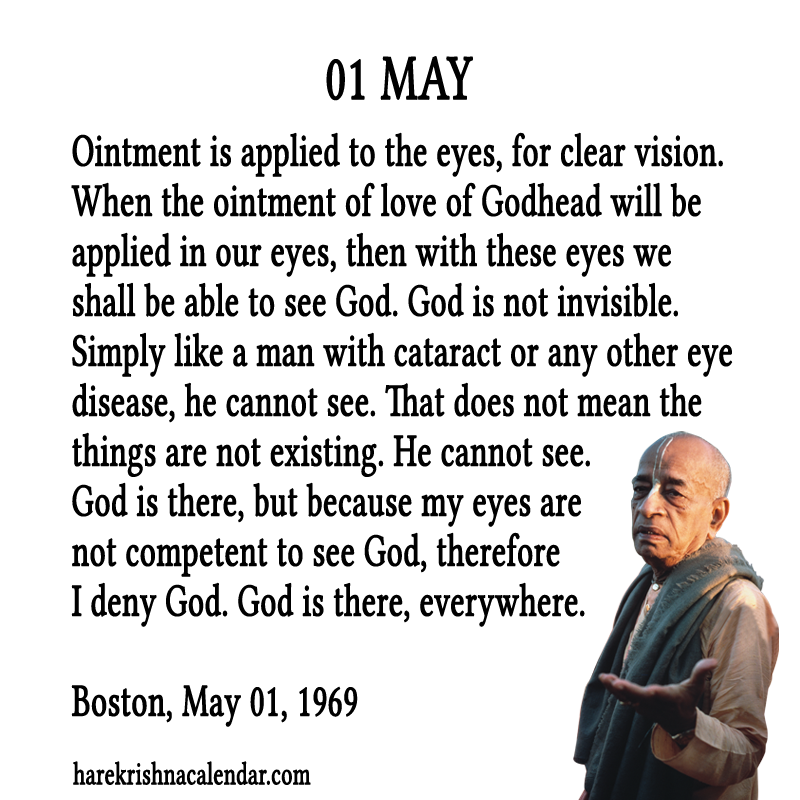 01 MAY
Ointment is applied to the eyes, for clear vision.
When the ointment of love of Godhead will be
applied in our eyes, then with these eyes we
shall be able to see God. God is not invisible.
Simply like a man with cataract or any other eye
disease, he cannot see. That does not mean the
things are not existing. He cannot see.
God is there, but because my eyes are
not competent to see God, therefore
I deny God. God is there, everywhere.
Boston, May 01, 1969
harekrishnacalendar.com